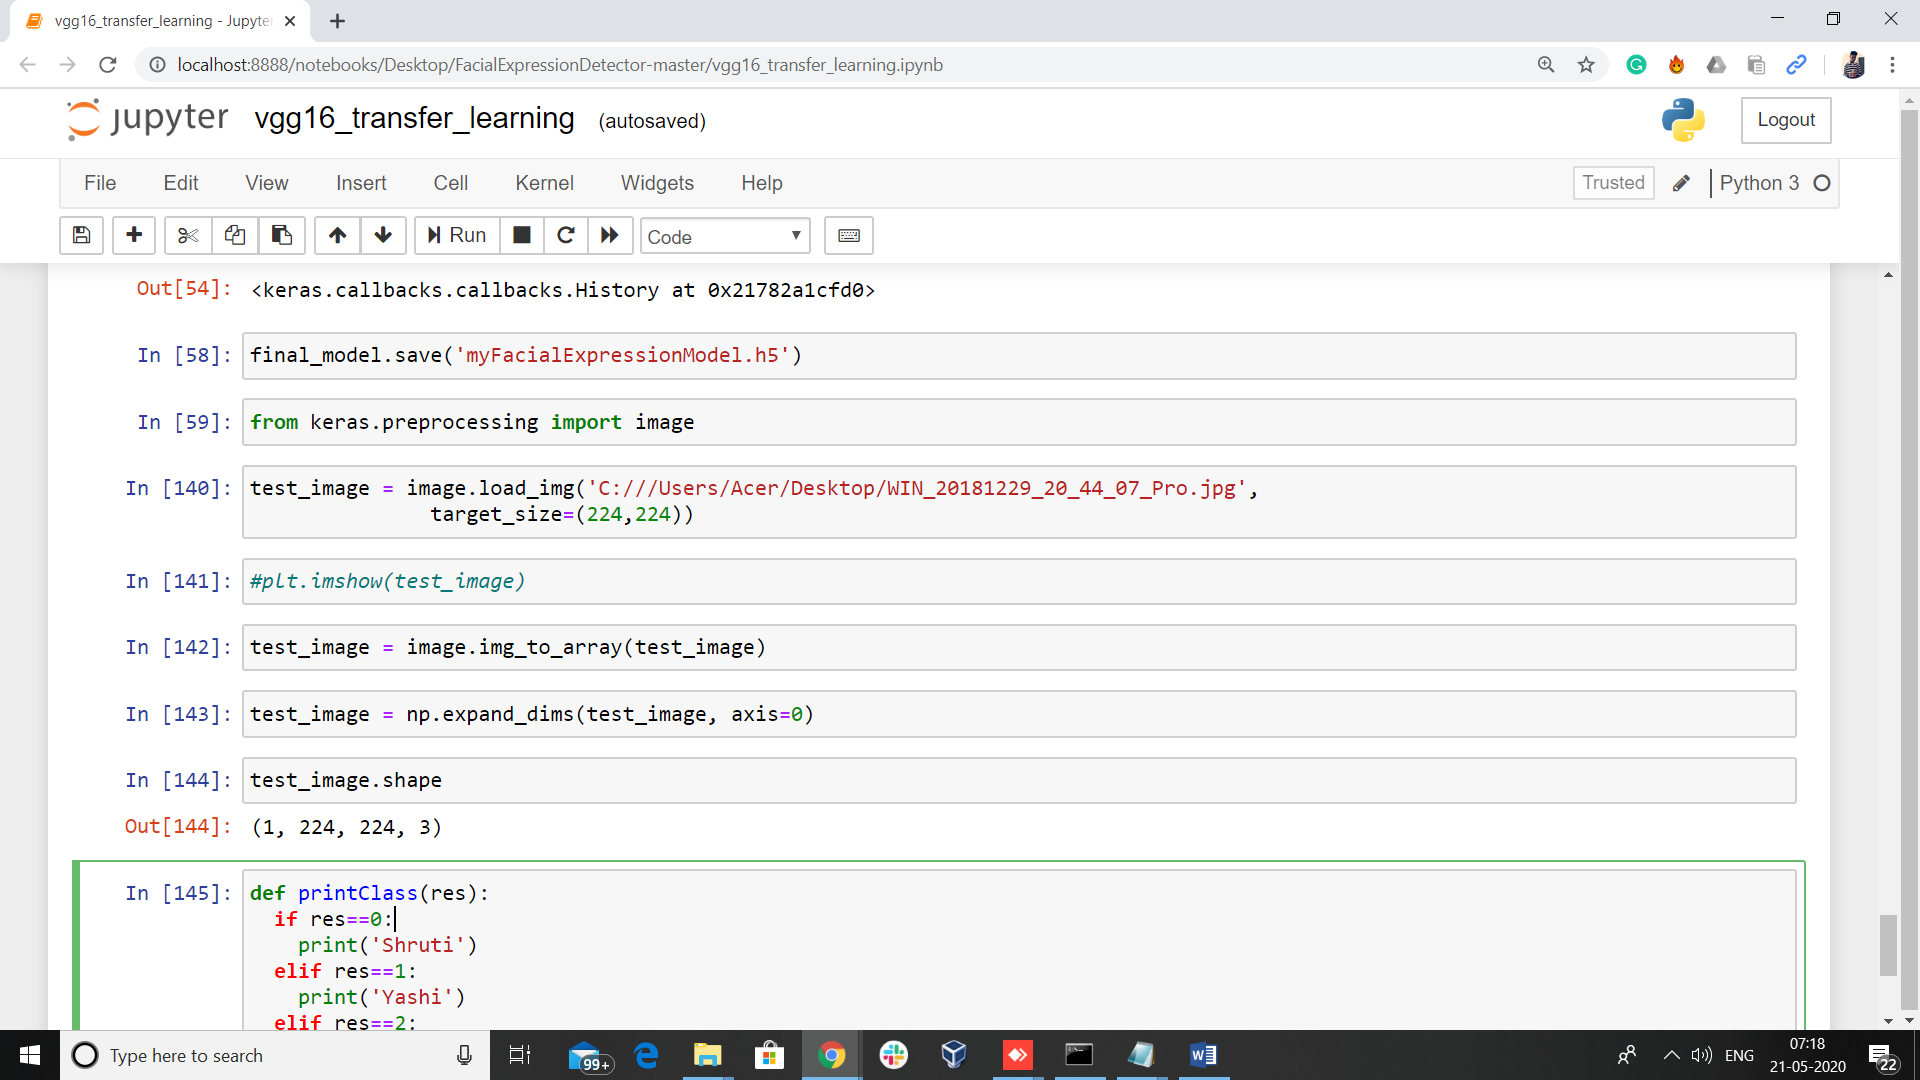 vgg16_transfer_learning - Jupyter
localhost:8888/notebooks/Desktop/FacialExpressionDetector-master/vgg16_transfer_learning.ipynb
jupyter vgg16_transfer_learning (autosaved)
Logout
File Edit View Insert Cell Kernel Widgets Help
Trusted
Python 3
Run
Code
Out[54]: <keras.callbacks.callbacks.History at 0x21782a1cfd0>
In [58]: final_model.save('myFacialExpressionModel.h5')
In [59]: from keras.preprocessing import image
In [140]: test_image = image.load_img('C:///Users/Acer/Desktop/WIN_20181229_20_44_07_Pro.jpg',
target_size=(224,224))
In [141]: #plt.imshow(test_image)
In [142]: test_image = image.img_to_array(test_image)
In [143]: test_image = np.expand_dims(test_image, axis=0)
In [144]: test_image.shape
Out[144]: (1, 224, 224, 3)
In [145]: def printClass(res):
if res==0:
print('Shruti')
elif res==1:
print('Yashi')
elif res==2:
Type here to search
99+
ENG
07:18
21-05-2020
22